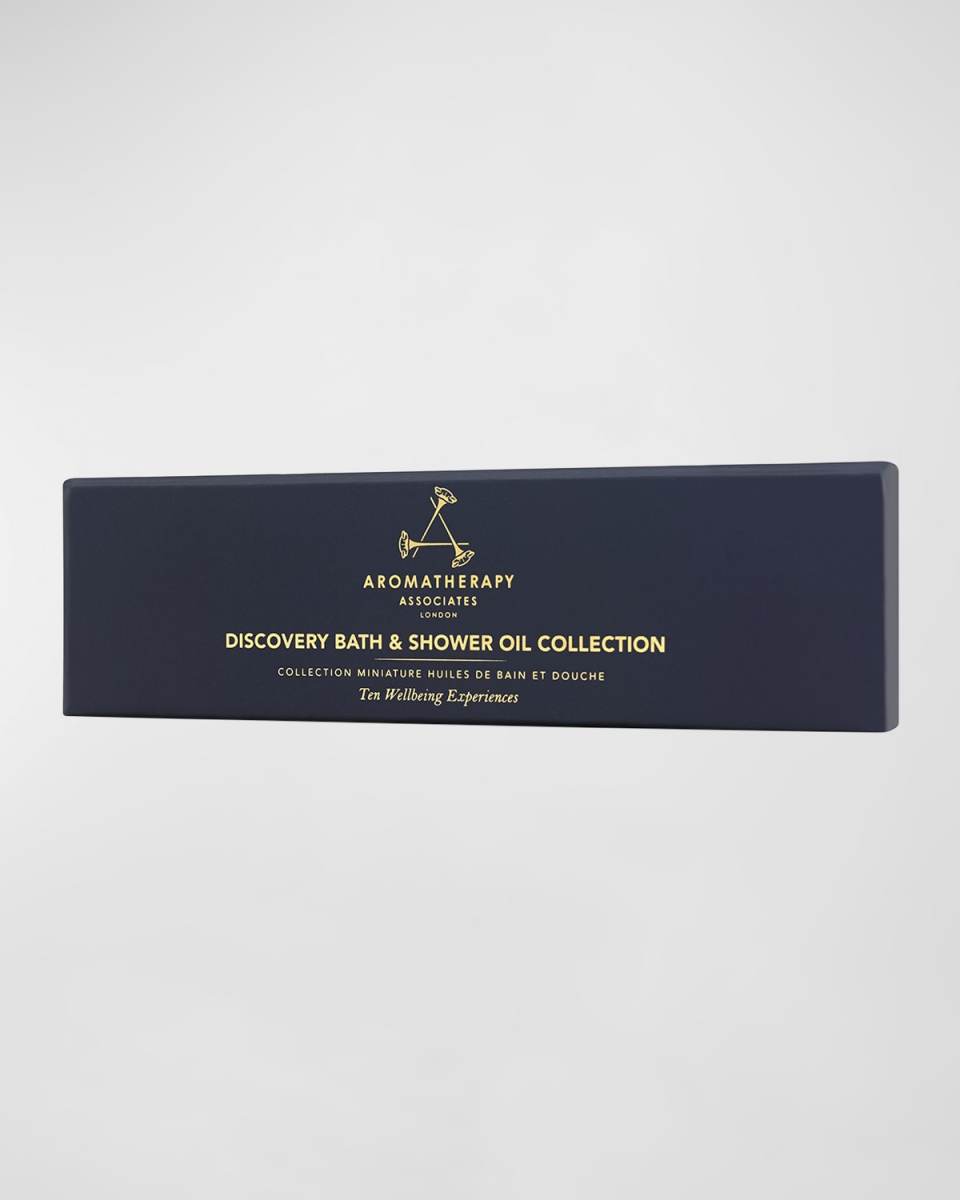 AROMATHERAPY
ASSOCIATES
LONDON
DISCOVERY BATH & SHOWER OIL COLLECTION
COLLECTION MINIATURE HUILES DE BAIN ET DOUCHE
Ten Wellbeing Experiences